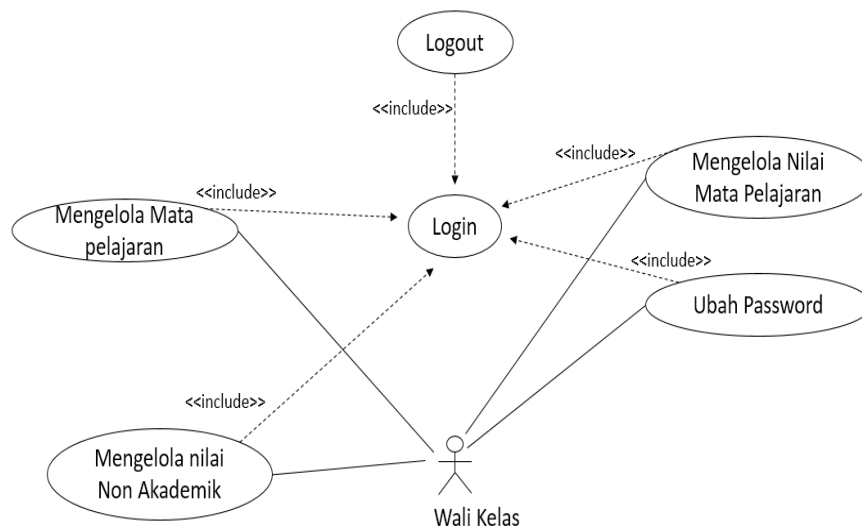 Logout
<<include>>
<<include>>
Mengelola Nilai
Mata Pelajaran
<<include>>
Mengelola Mata
pelajaran
Login
<<include>>
Ubah Password
<<include>>
Mengelola nilai
Non Akademik
Wali Kelas